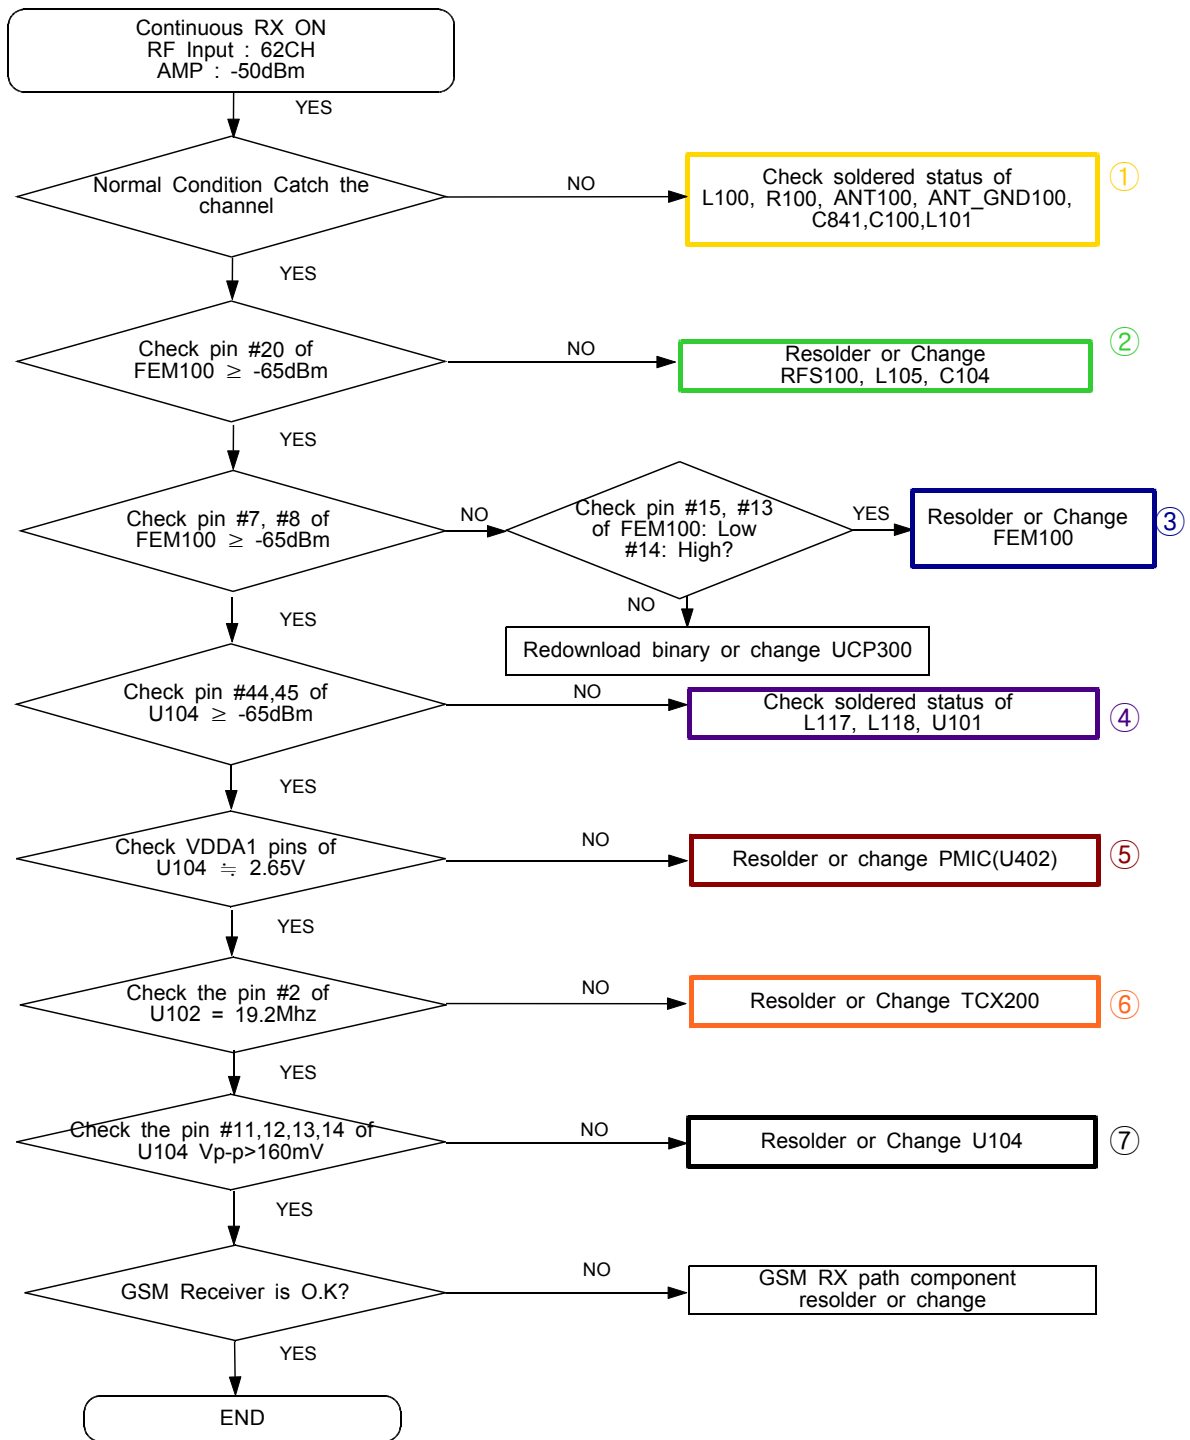 Continuous RX ON
RF Input : 62CH
AMP : -50dBm
YES
Normal Condition Catch the
channel
NO
Check soldered status of
L100, R100, ANT100, ANT_GND100,
C841,C100,L101
①
YES
Check pin #20 of
FEM100 ≥ -65dBm
NO
Resolder or Change
RFS100, L105, C104
②
YES
Check pin #7, #8 of
FEM100 ≥ -65dBm
NO
Check pin #15, #13
of FEM100: Low
#14: High?
YES
Resolder or Change
FEM100
③
NO
Redownload binary or change UCP300
YES
Check pin #44,45 of
U104 ≥ -65dBm
NO
Check soldered status of
L117, L118, U101
④
YES
Check VDDA1 pins of
U104 ≒ 2.65V
NO
Resolder or change PMIC(U402)
⑤
YES
Check the pin #2 of
U102 = 19.2Mhz
NO
Resolder or Change TCX200
⑥
YES
Check the pin #11,12,13,14 of
U104 Vp-p>160mV
NO
Resolder or Change U104
⑦
YES
GSM Receiver is O.K?
NO
GSM RX path component
resolder or change
YES
END